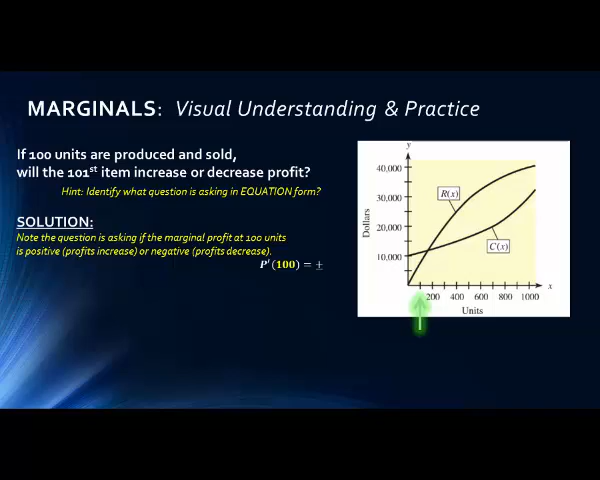 MARGINALS: Visual Understanding & Practice
If 100 units are produced and sold,
will the 101st item increase or decrease profit?
Hint: Identify what question is asking in EQUATION form?
SOLUTION:
Note the question is asking if the marginal profit at 100 units
is positive (profits increase) or negative (profits decrease).
P'(100) = ±
y
40,000
30,000
20,000
10,000
Dollars
R(x)
C(x)
200 400 600 800 1000
x
Units